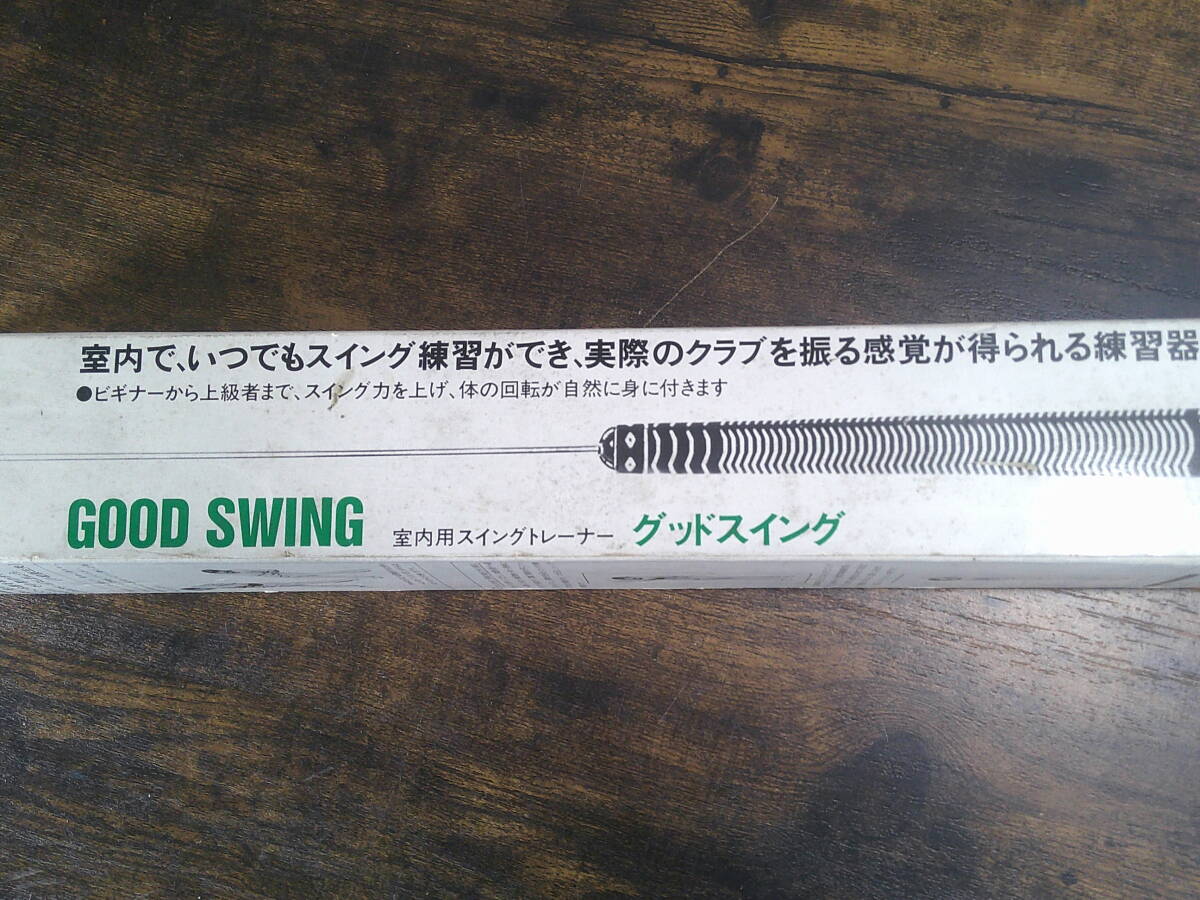 室内で、いつでもスイング練習ができ、実際のクラブを振る感覚が得られる練習器
●ビギナーから上級者まで、スイング力を上げ、体の回転が自然に身に付きます
GOOD SWING 室内用スイングトレーナー グッドスイング